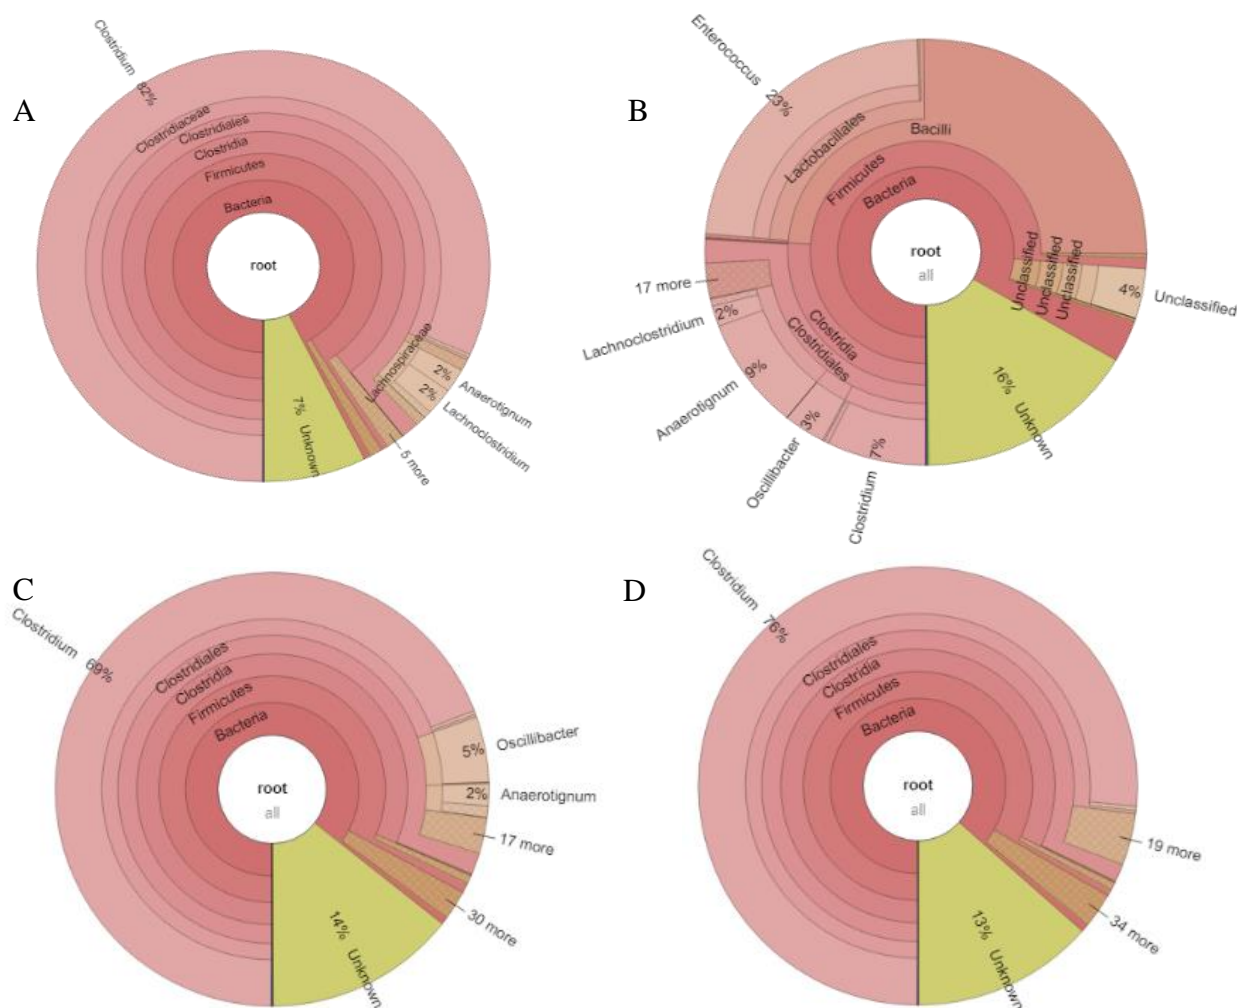 A
Clostridium 82%
Clostridiaceae
Clostridiales
Clostridia
Firmicutes
Bacteria
root
Lachnospiraceae
2% Anaerotignum
2% Lachnoclostridium
5 more
7% Unknown
B
Enterococcus 23%
Lactobacillales
Bacilli
Firmicutes
Bacteria
root
all
Unclassified
Unclassified
Unclassified
4% Unclassified
17 more
Lachnoclostridium 2%
Clostridia
Clostridiales
Anaerotignum 9%
Oscillibacter 3%
Clostridium 7%
16% Unknown
C
Clostridium 69%
Clostridiales
Clostridia
Firmicutes
Bacteria
root
all
5% Oscillibacter
2% Anaerotignum
17 more
30 more
14% Unknown
D
Clostridium 76%
Clostridiales
Clostridia
Firmicutes
Bacteria
root
all
19 more
34 more
13% Unknown